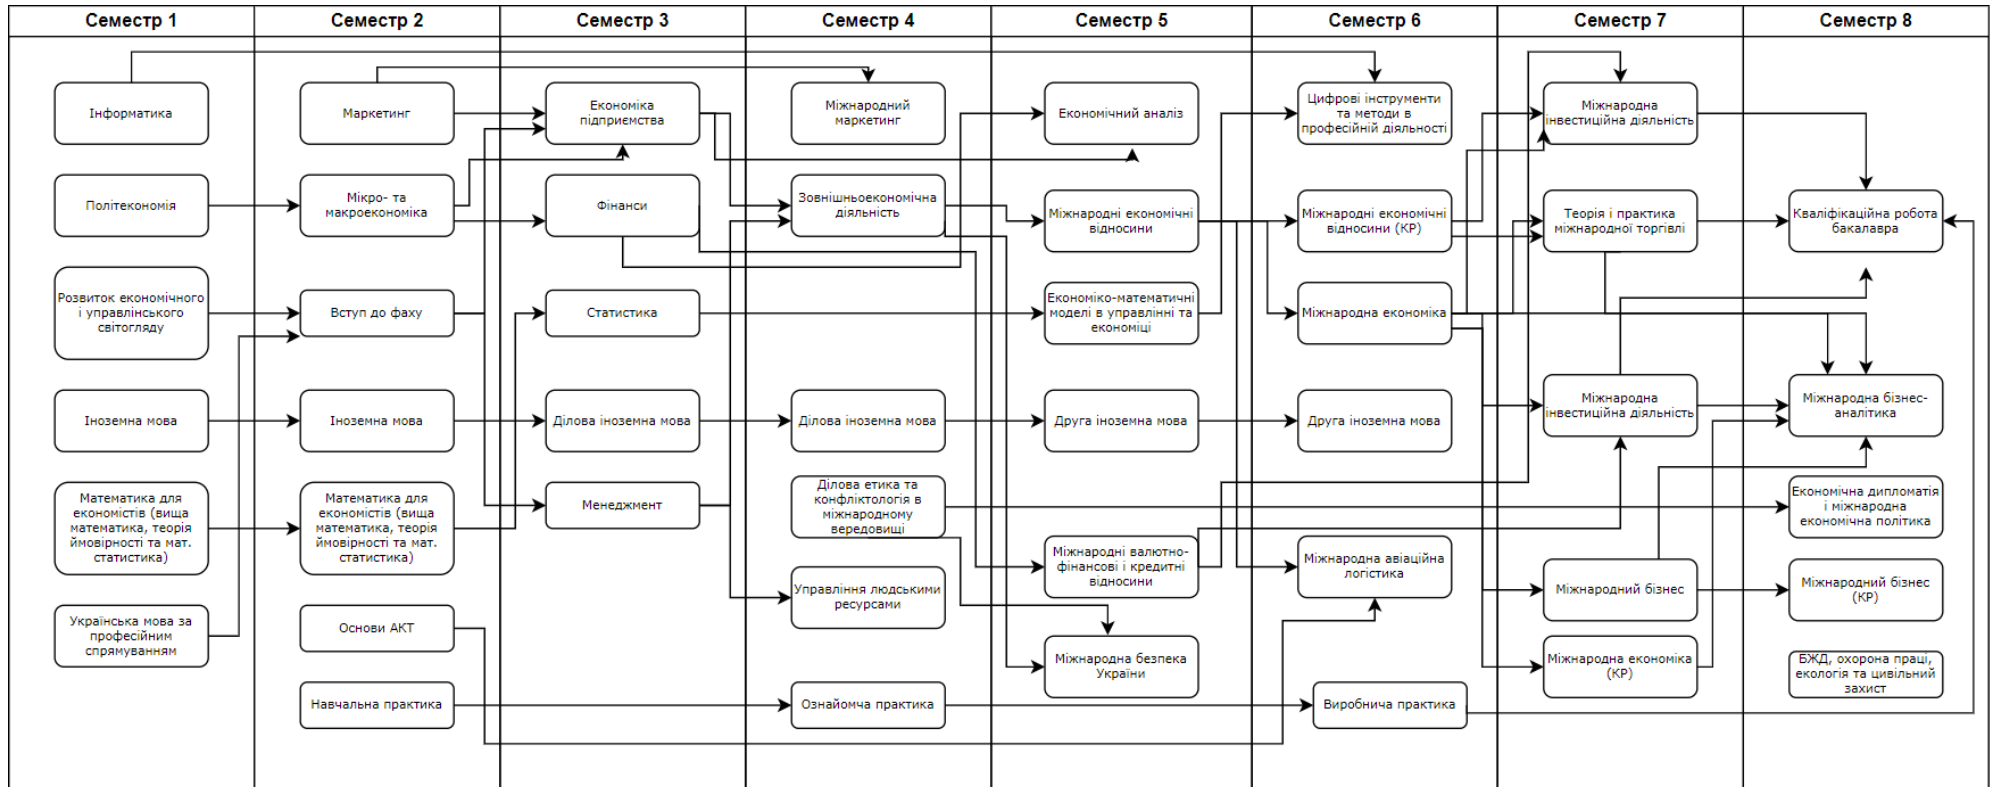 Семестр 1
Семестр 2
Семестр 3
Семестр 4
Семестр 5
Семестр 6
Семестр 7
Семестр 8
Інформатика
Політекономія
Розвиток економічного
і управлінського
світогляду
Іноземна мова
Математика для
економістів (вища
математика, теорія
ймовірності та мат.
статистика)
Українська мова за
професійним
спрямуванням
Маркетинг
Мікро- та
макроекономіка
Вступ до фаху
Іноземна мова
Математика для
економістів (вища
математика, теорія
ймовірності та мат.
статистика)
Основи АКТ
Навчальна практика
Економіка
підприємства
Фінанси
Статистика
Ділова іноземна мова
Менеджмент
Міжнародний
маркетинг
Зовнішньоекономічна
діяльність
Ділова іноземна мова
Ділова етика та
конфліктологія в
міжнародному
вередовищі
Управління людськими
ресурсами
Ознайомча практика
Економічний аналіз
Міжнародні економічні
відносини
Економіко-математичні
моделі в управлінні та
економіці
Друга іноземна мова
Міжнародні валютно-
фінансові і кредитні
відносини
Міжнародна безпека
України
Цифрові інструменти
та методи в
професійній діяльності
Міжнародні економічні
відносини (КР)
Міжнародна економіка
Друга іноземна мова
Міжнародна авіаційна
логістика
Виробнича практика
Міжнародна
інвестиційна діяльність
Теорія і практика
міжнародної торгівлі
Міжнародна
інвестиційна діяльність
Міжнародний бізнес
Міжнародна економіка
(КР)
Кваліфікаційна робота
бакалавра
Міжнародна бізнес-
аналітика
Економічна дипломатія
і міжнародна
економічна політика
Міжнародний бізнес
(КР)
БЖД, охорона праці,
екологія та цивільний
захист